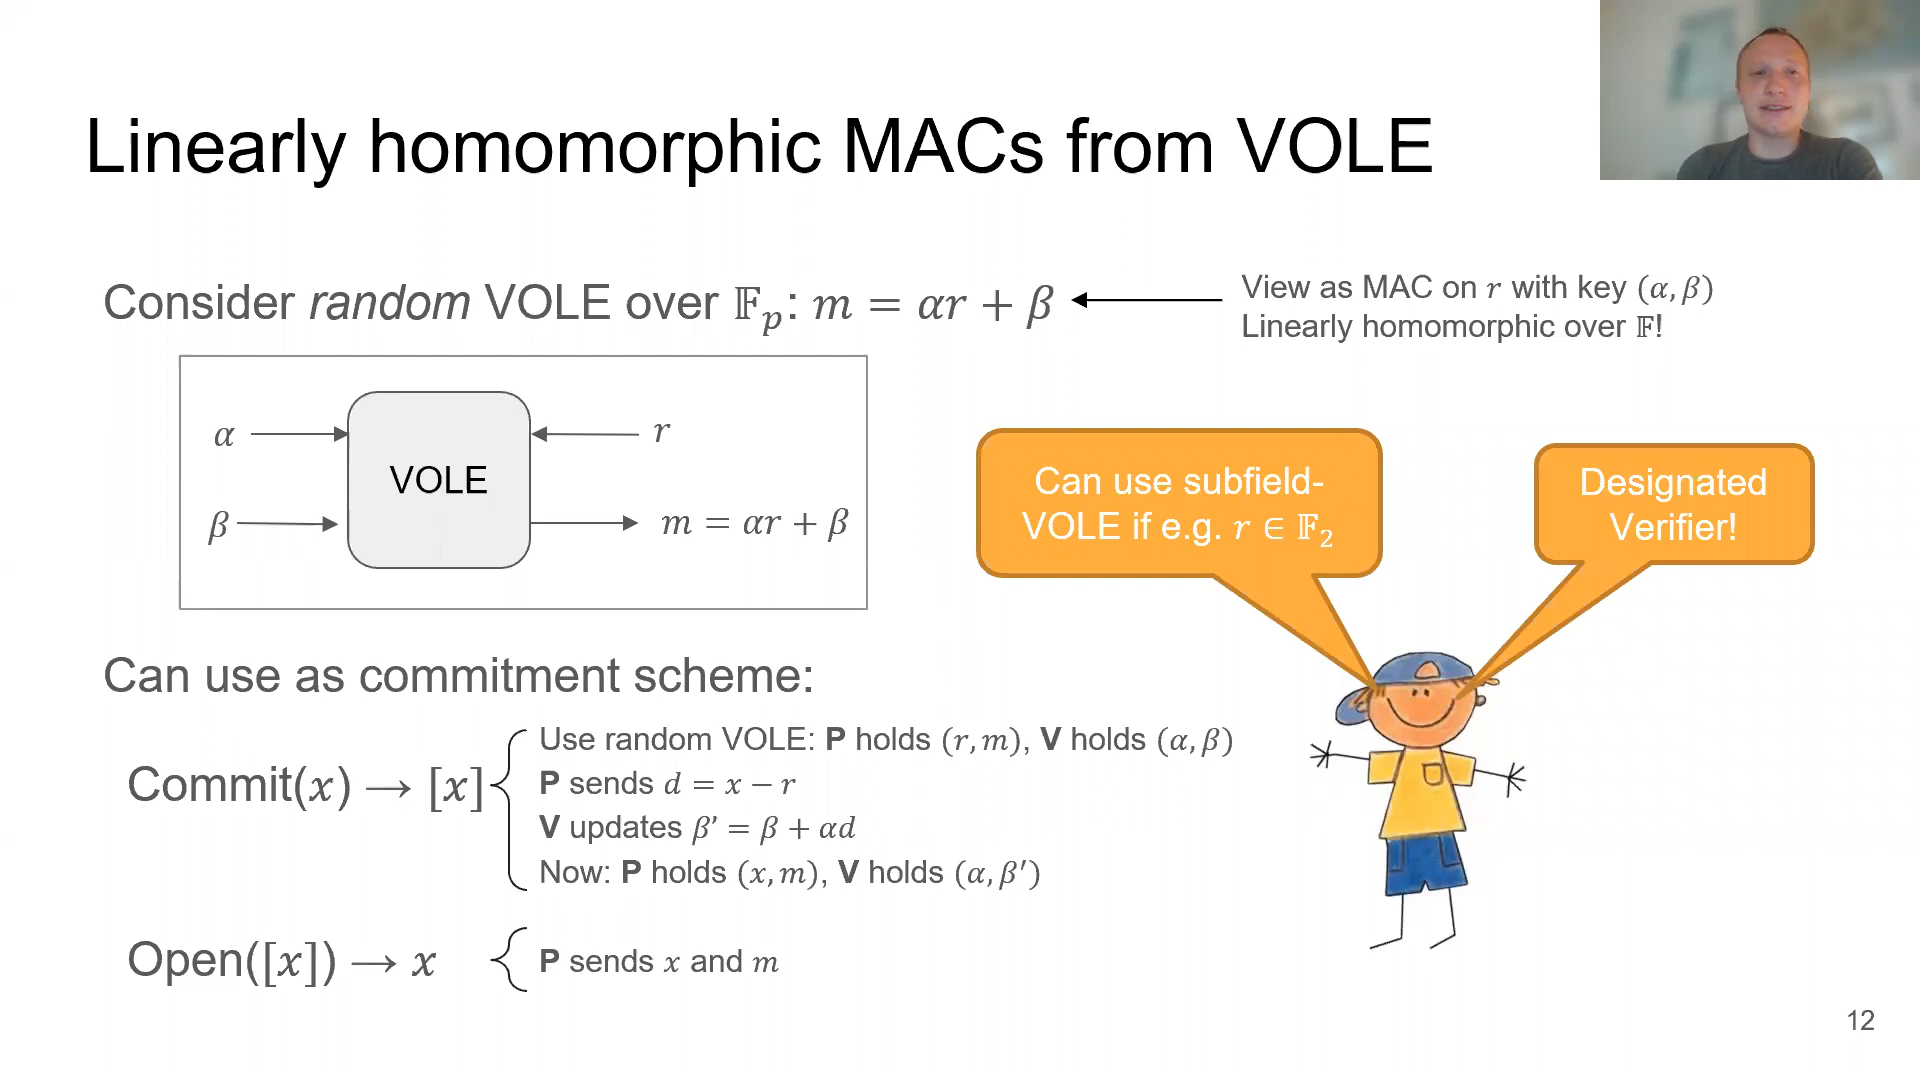 Linearly homomorphic MACs from VOLE
Consider random VOLE over 𝔽ₚ: m = αr + β
View as MAC on r with key (α, β)
Linearly homomorphic over 𝔽!
α
r
VOLE
β
m = αr + β
Can use subfield-
VOLE if e.g. r ∈ 𝔽₂
Designated
Verifier!
Can use as commitment scheme:
Commit(x) → [x]
Use random VOLE: P holds (r, m), V holds (α, β)
P sends d = x − r
V updates β’ = β + αd
Now: P holds (x, m), V holds (α, β′)
Open([x]) → x
P sends x and m
12